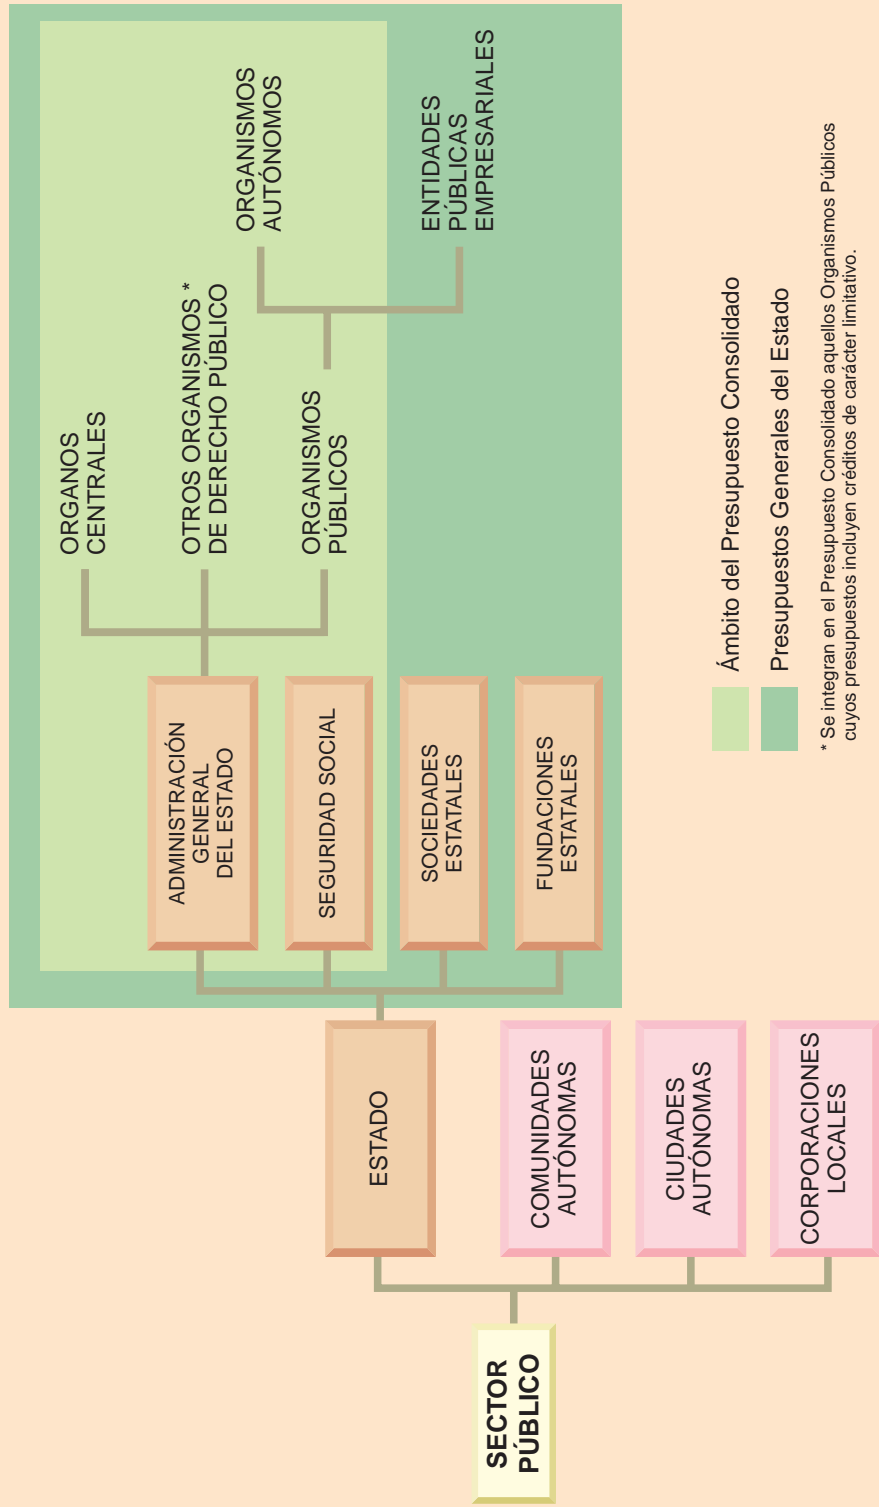 SECTOR
PÚBLICO
ESTADO
COMUNIDADES
AUTÓNOMAS
CIUDADES
AUTÓNOMAS
CORPORACIONES
LOCALES
ADMINISTRACIÓN
GENERAL
DEL ESTADO
SEGURIDAD SOCIAL
SOCIEDADES
ESTATALES
FUNDACIONES
ESTATALES
ORGANOS
CENTRALES
OTROS ORGANISMOS *
DE DERECHO PÚBLICO
ORGANISMOS
PÚBLICOS
ORGANISMOS
AUTÓNOMOS
ENTIDADES
PÚBLICAS
EMPRESARIALES
Ámbito del Presupuesto Consolidado
Presupuestos Generales del Estado
* Se integran en el Presupuesto Consolidado aquellos Organismos Públicos
cuyos presupuestos incluyen créditos de carácter limitativo.